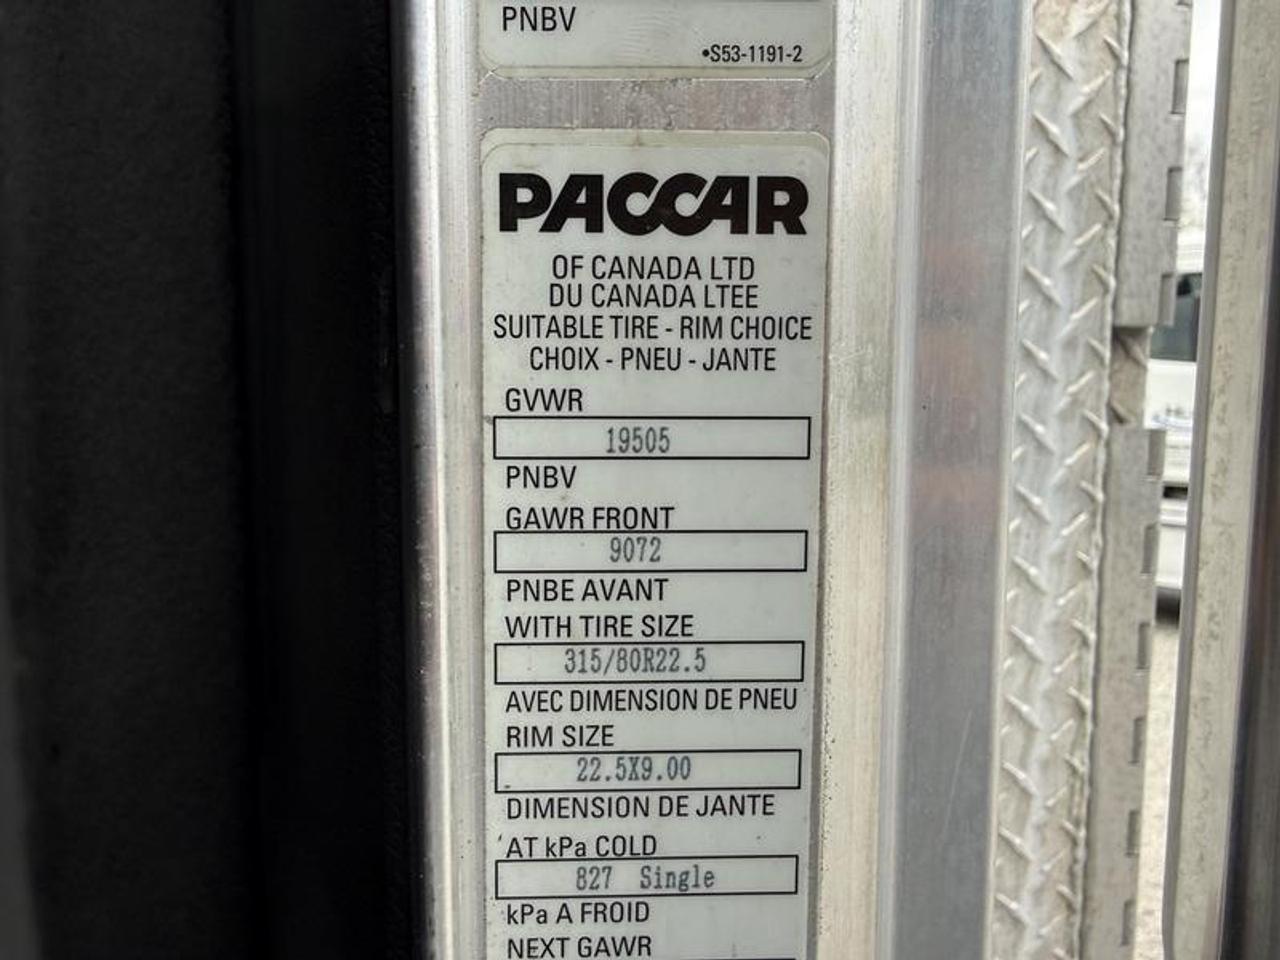 PNBV
•S53-1191-2
PACCAR
OF CANADA LTD
DU CANADA LTEE
SUITABLE TIRE - RIM CHOICE
CHOIX - PNEU - JANTE
GVWR
19505
PNBV
GAWR FRONT
9072
PNBE AVANT
WITH TIRE SIZE
315/80R22.5
AVEC DIMENSION DE PNEU
RIM SIZE
22.5X9.00
DIMENSION DE JANTE
AT kPa COLD
827 Single
kPa A FROID
NEXT GAWR